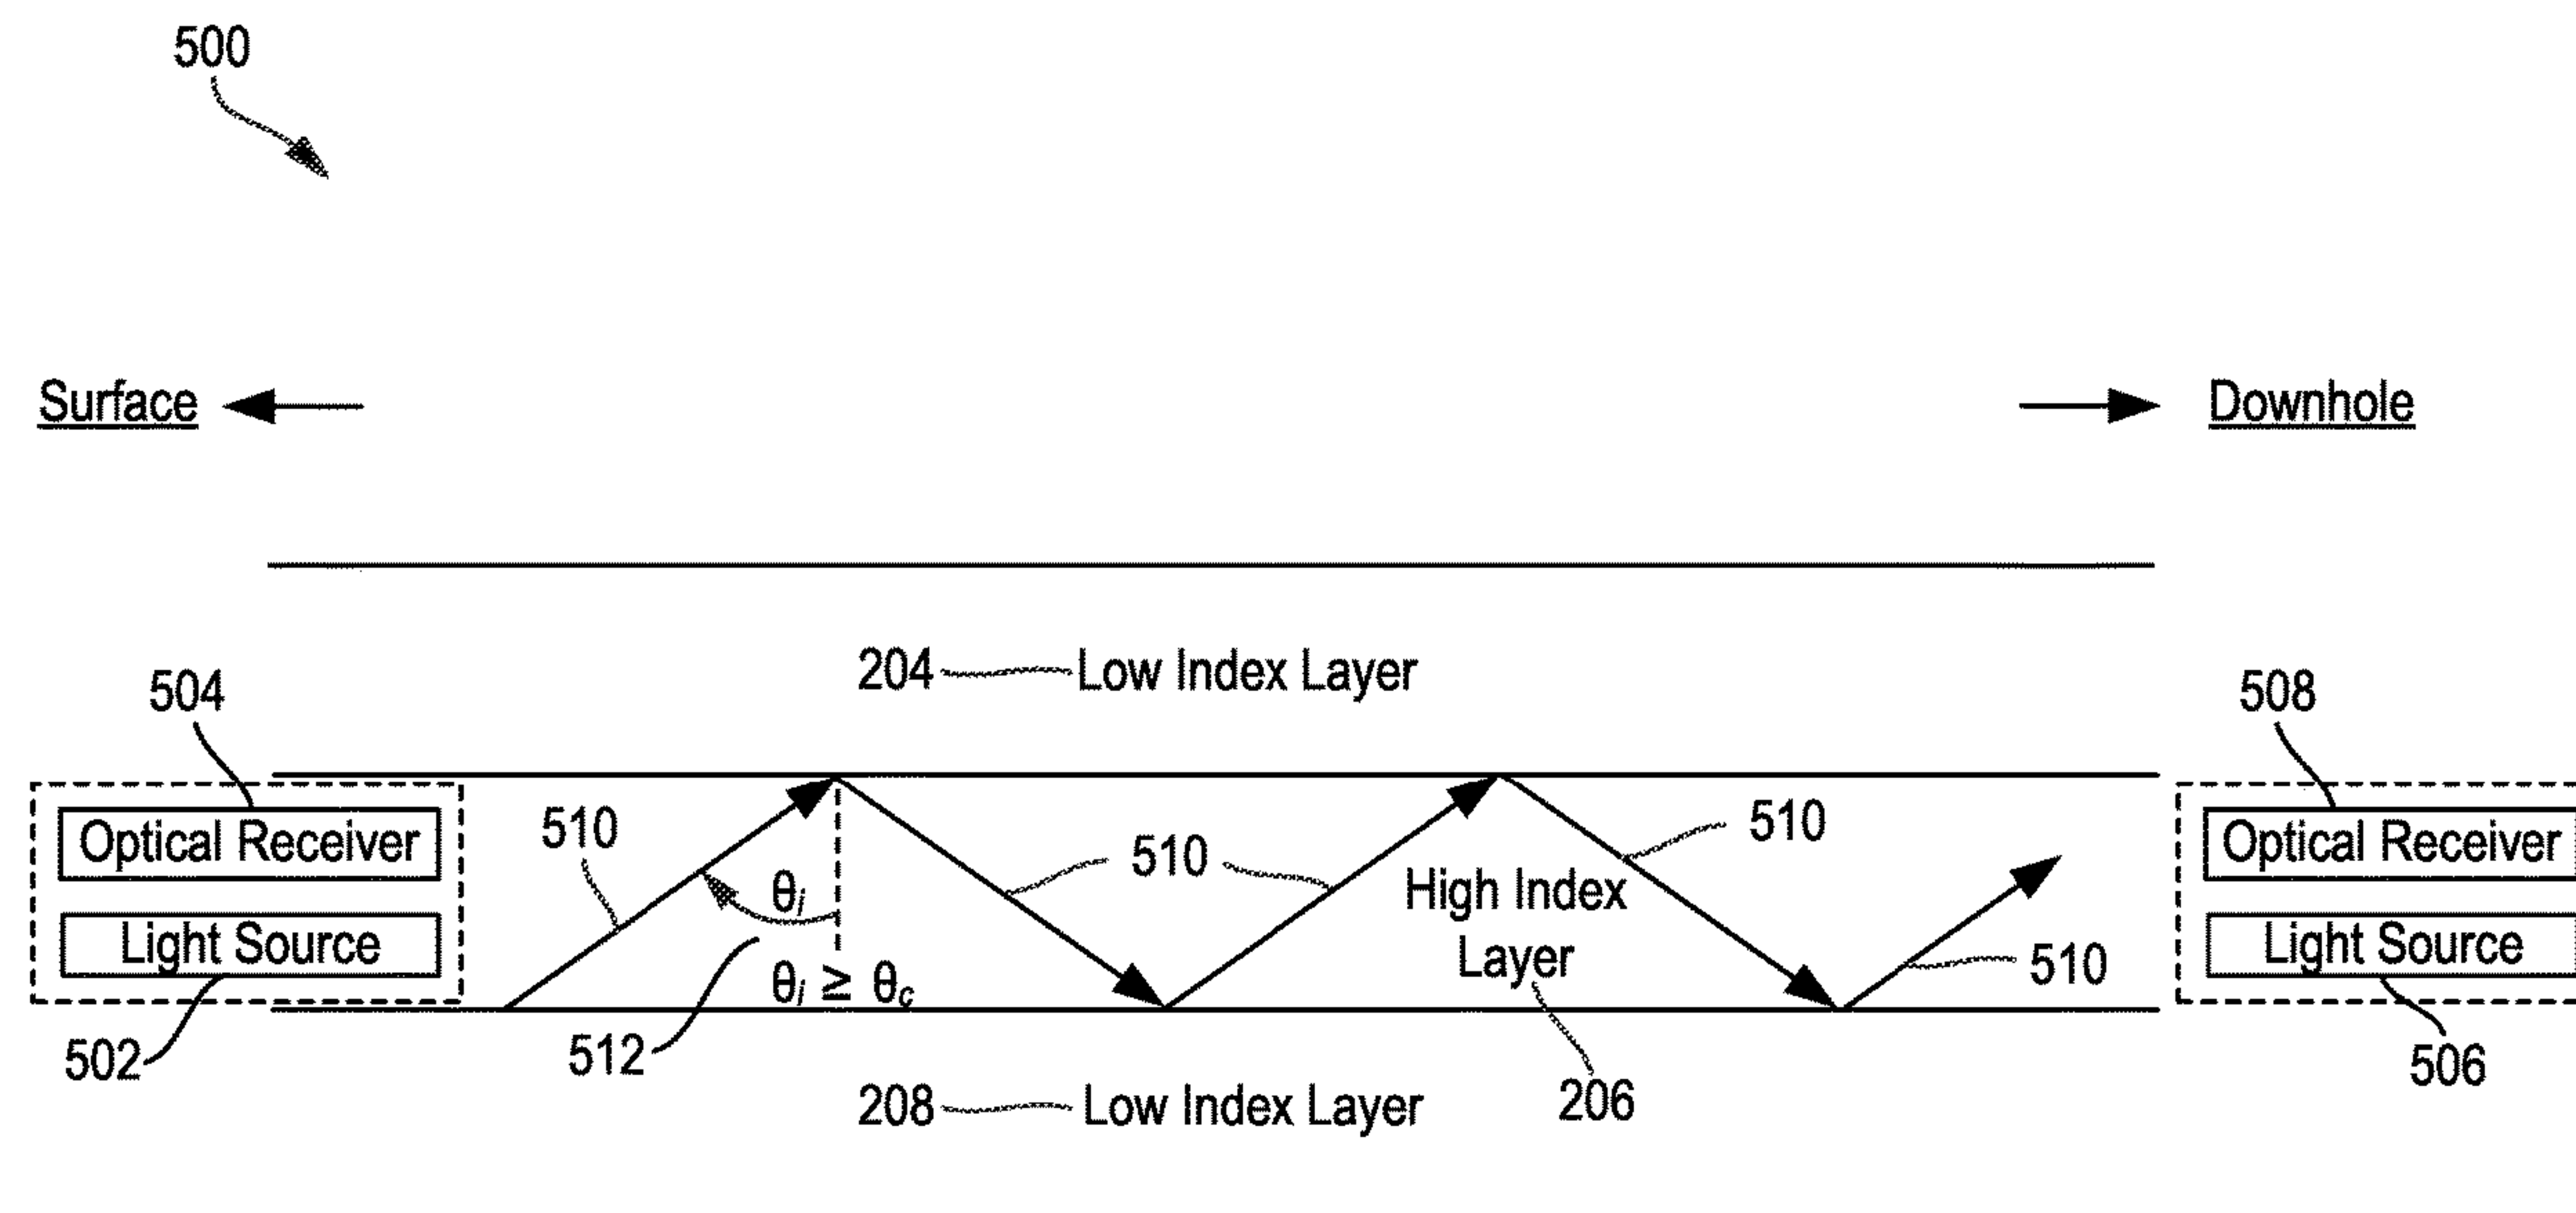 500
Surface
Downhole
204 Low Index Layer
504
508
Optical Receiver
510
θi
510
High Index
Layer
510
Optical Receiver
Light Source
θi ≥ θc
510
Light Source
502
512
506
208 Low Index Layer
206